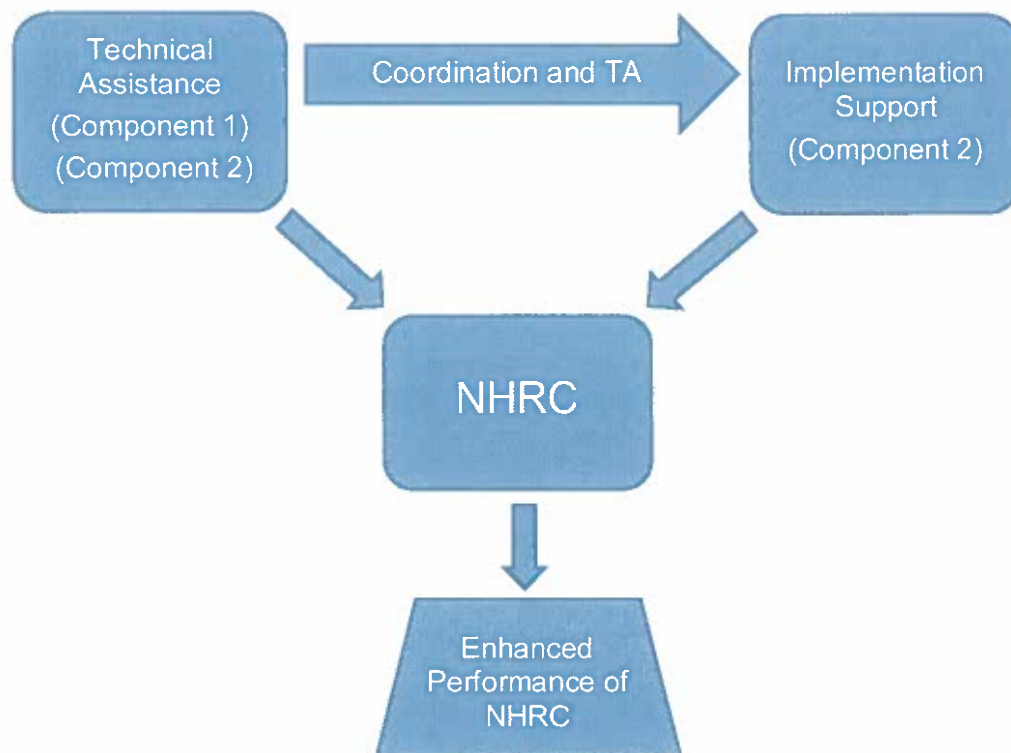 Technical
Assistance
(Component 1)
(Component 2)
Coordination and TA
Implementation
Support
(Component 2)
NHRC
Enhanced
Performance of
NHRC